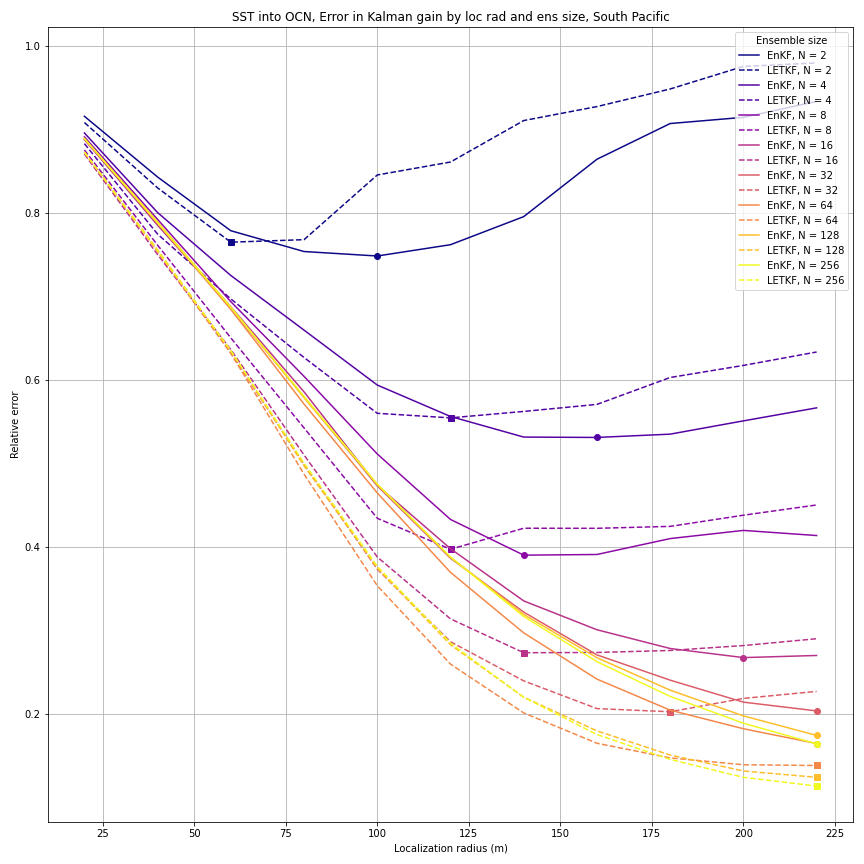 SST into OCN, Error in Kalman gain by loc rad and ens size, South Pacific
Ensemble size
EnKF, N = 2
LETKF, N = 2
EnKF, N = 4
LETKF, N = 4
EnKF, N = 8
LETKF, N = 8
EnKF, N = 16
LETKF, N = 16
EnKF, N = 32
LETKF, N = 32
EnKF, N = 64
LETKF, N = 64
EnKF, N = 128
LETKF, N = 128
EnKF, N = 256
LETKF, N = 256
Relative error
1.0
0.8
0.6
0.4
0.2
25
50
75
100
125
150
175
200
225
Localization radius (m)